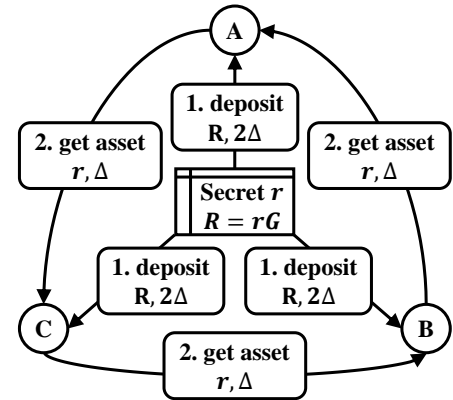 A
1. deposit
R, 2Δ
2. get asset
r, Δ
2. get asset
r, Δ
Secret r
R = rG
1. deposit
R, 2Δ
1. deposit
R, 2Δ
C
B
2. get asset
r, Δ